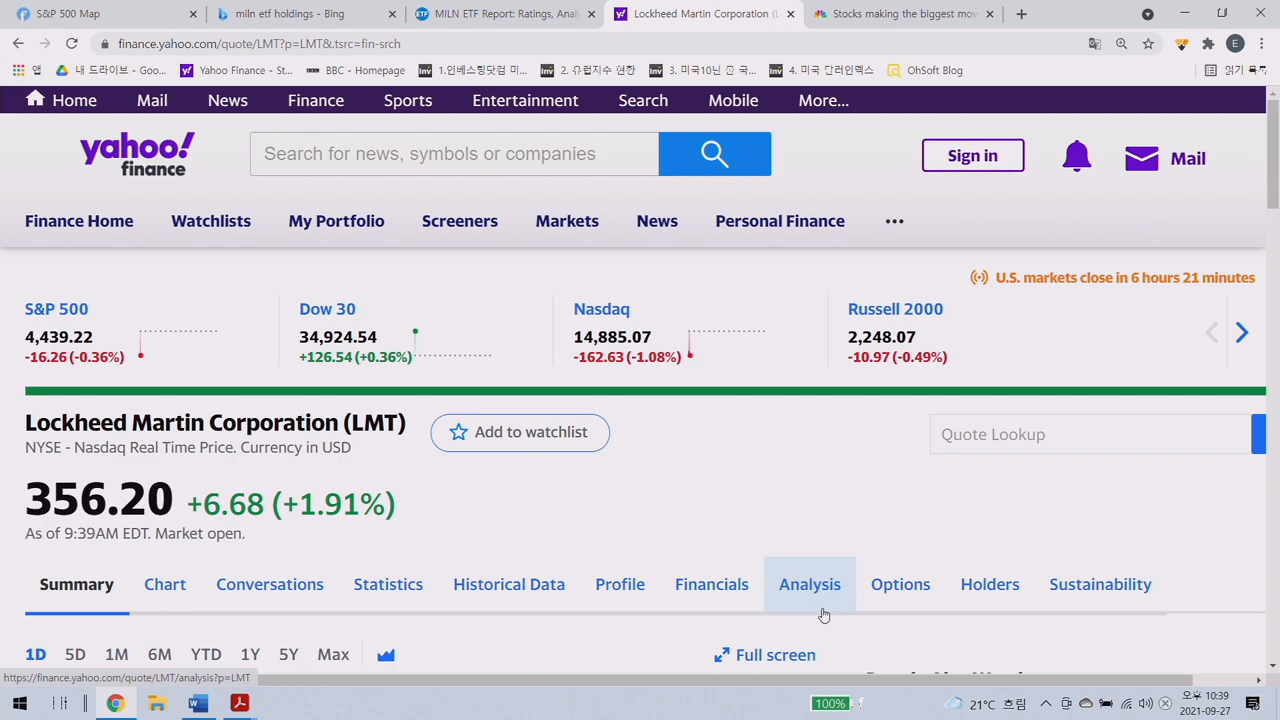 S&P 500 Map
miln etf holdings - Bing
MILN ETF Report: Ratings, Anal
Lockheed Martin Corporation (L
Stocks making the biggest mov
finance.yahoo.com/quote/LMT?p=LMT&.tsrc=fin-srch
E
앱
내 드라이브 - Goo...
Yahoo Finance - St...
BBC - Homepage
1.인베스팅닷컴 미...
2. 유럽지수 현황
3. 미국10년 은 국...
4. 미국 달러인덱스
OhSoft Blog
읽기 목록
Home
Mail
News
Finance
Sports
Entertainment
Search
Mobile
More...
yahoo!
finance
Search for news, symbols or companies
Sign in
Mail
Finance Home
Watchlists
My Portfolio
Screeners
Markets
News
Personal Finance
U.S. markets close in 6 hours 21 minutes
S&P 500
4,439.22
-16.26 (-0.36%)
Dow 30
34,924.54
+126.54 (+0.36%)
Nasdaq
14,885.07
-162.63 (-1.08%)
Russell 2000
2,248.07
-10.97 (-0.49%)
Lockheed Martin Corporation (LMT)
Add to watchlist
Quote Lookup
NYSE - Nasdaq Real Time Price. Currency in USD
356.20 +6.68 (+1.91%)
As of 9:39AM EDT. Market open.
Summary
Chart
Conversations
Statistics
Historical Data
Profile
Financials
Analysis
Options
Holders
Sustainability
1D
5D
1M
6M
YTD
1Y
5Y
Max
Full screen
https://finance.yahoo.com/quote/LMT/analysis?p=LMT
100%
21°C 흐림
오후 10:39
2021-09-27